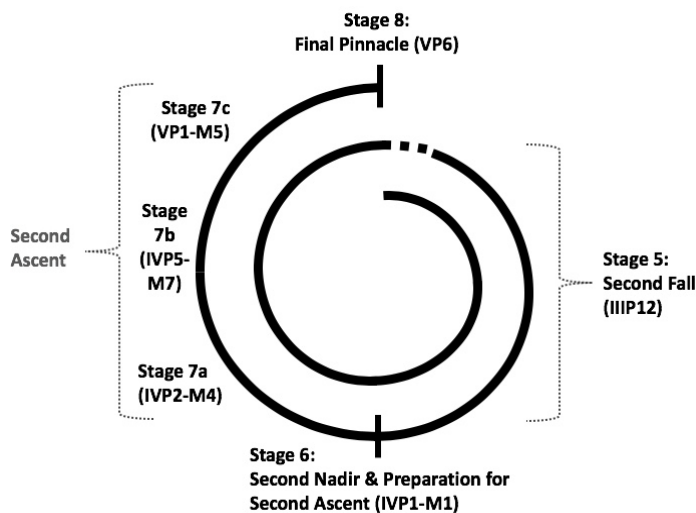 Stage 8:
Final Pinnacle (VP6)
Stage 7c
(VP1-M5)
Stage
7b
(IVP5-
M7)
Second
Ascent
Stage 5:
Second Fall
(IIIP12)
Stage 7a
(IVP2-M4)
Stage 6:
Second Nadir & Preparation for
Second Ascent (IVP1-M1)